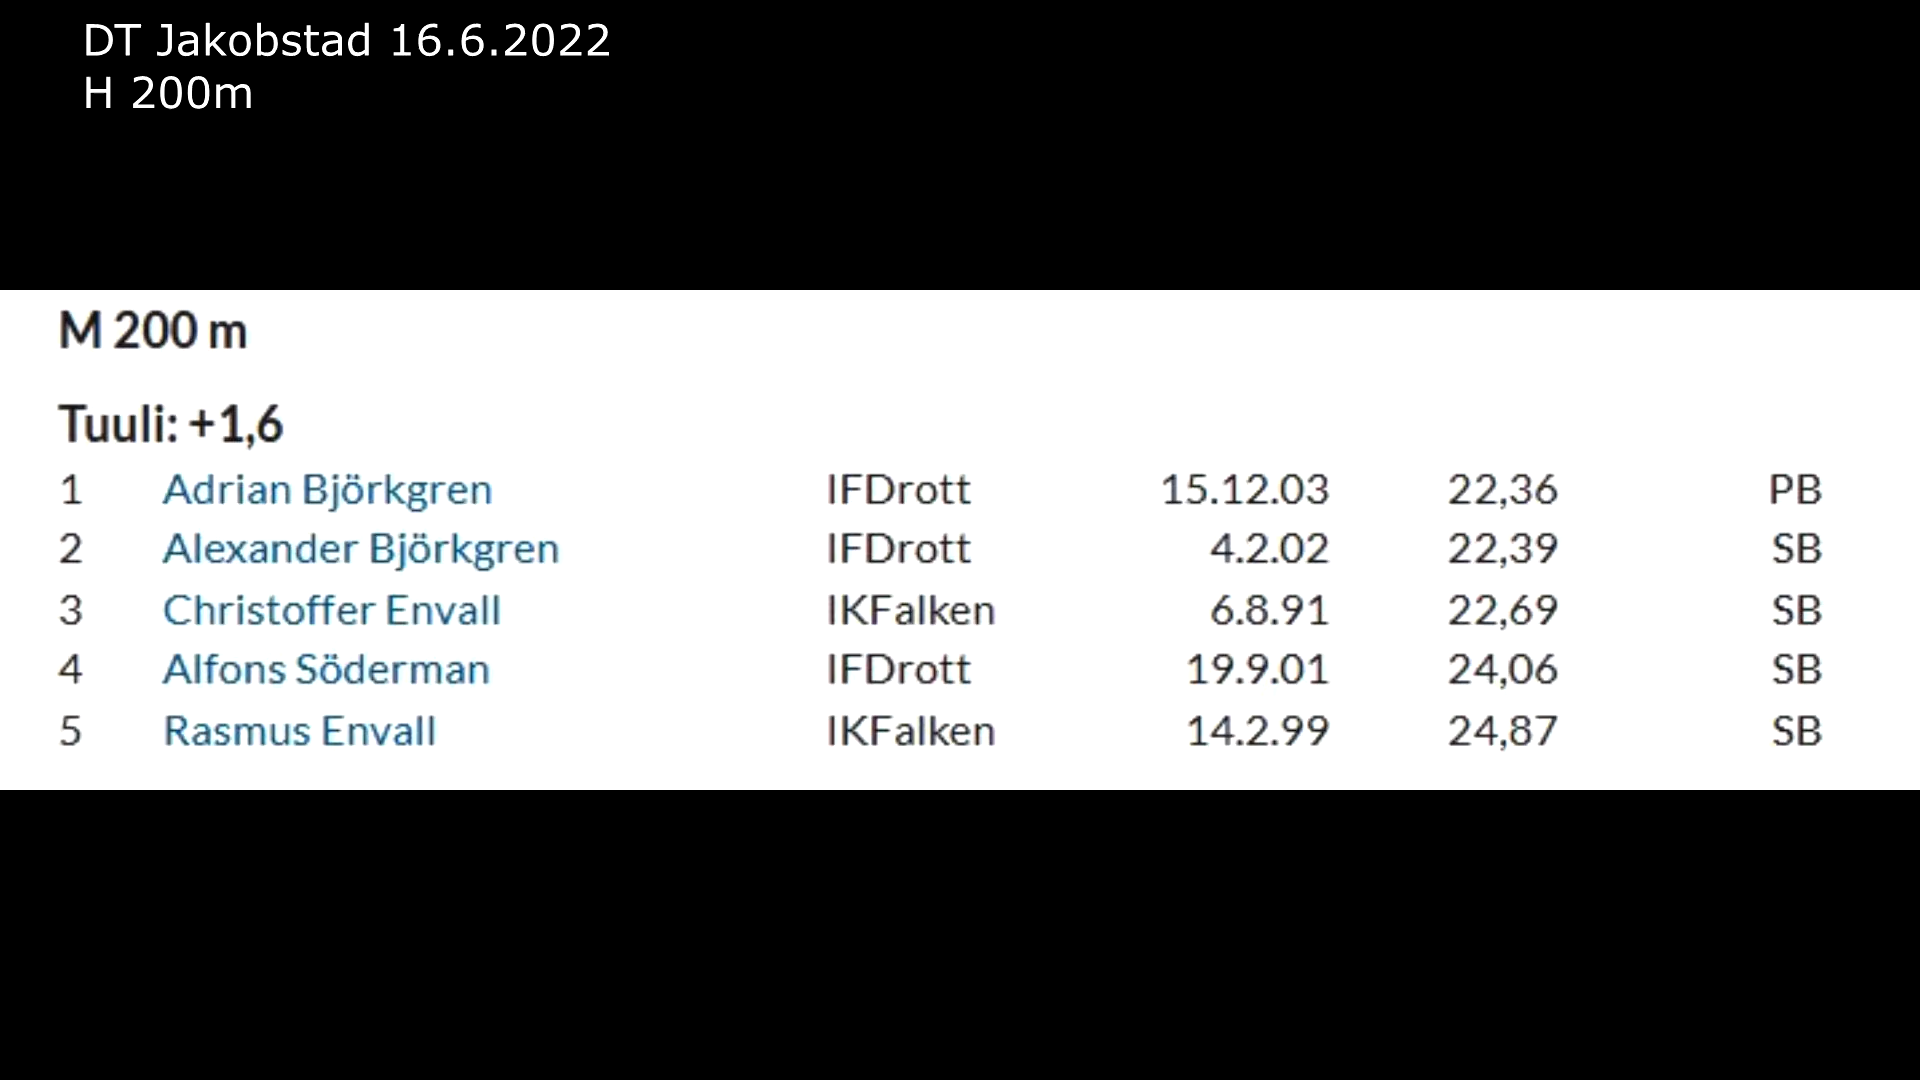 DT Jakobstad 16.6.2022
H 200m
M 200 m
Tuuli: +1,6
1 Adrian Björkgren IFDrott 15.12.03 22,36 PB
2 Alexander Björkgren IFDrott 4.2.02 22,39 SB
3 Christoffer Envall IKFalken 6.8.91 22,69 SB
4 Alfons Söderman IFDrott 19.9.01 24,06 SB
5 Rasmus Envall IKFalken 14.2.99 24,87 SB